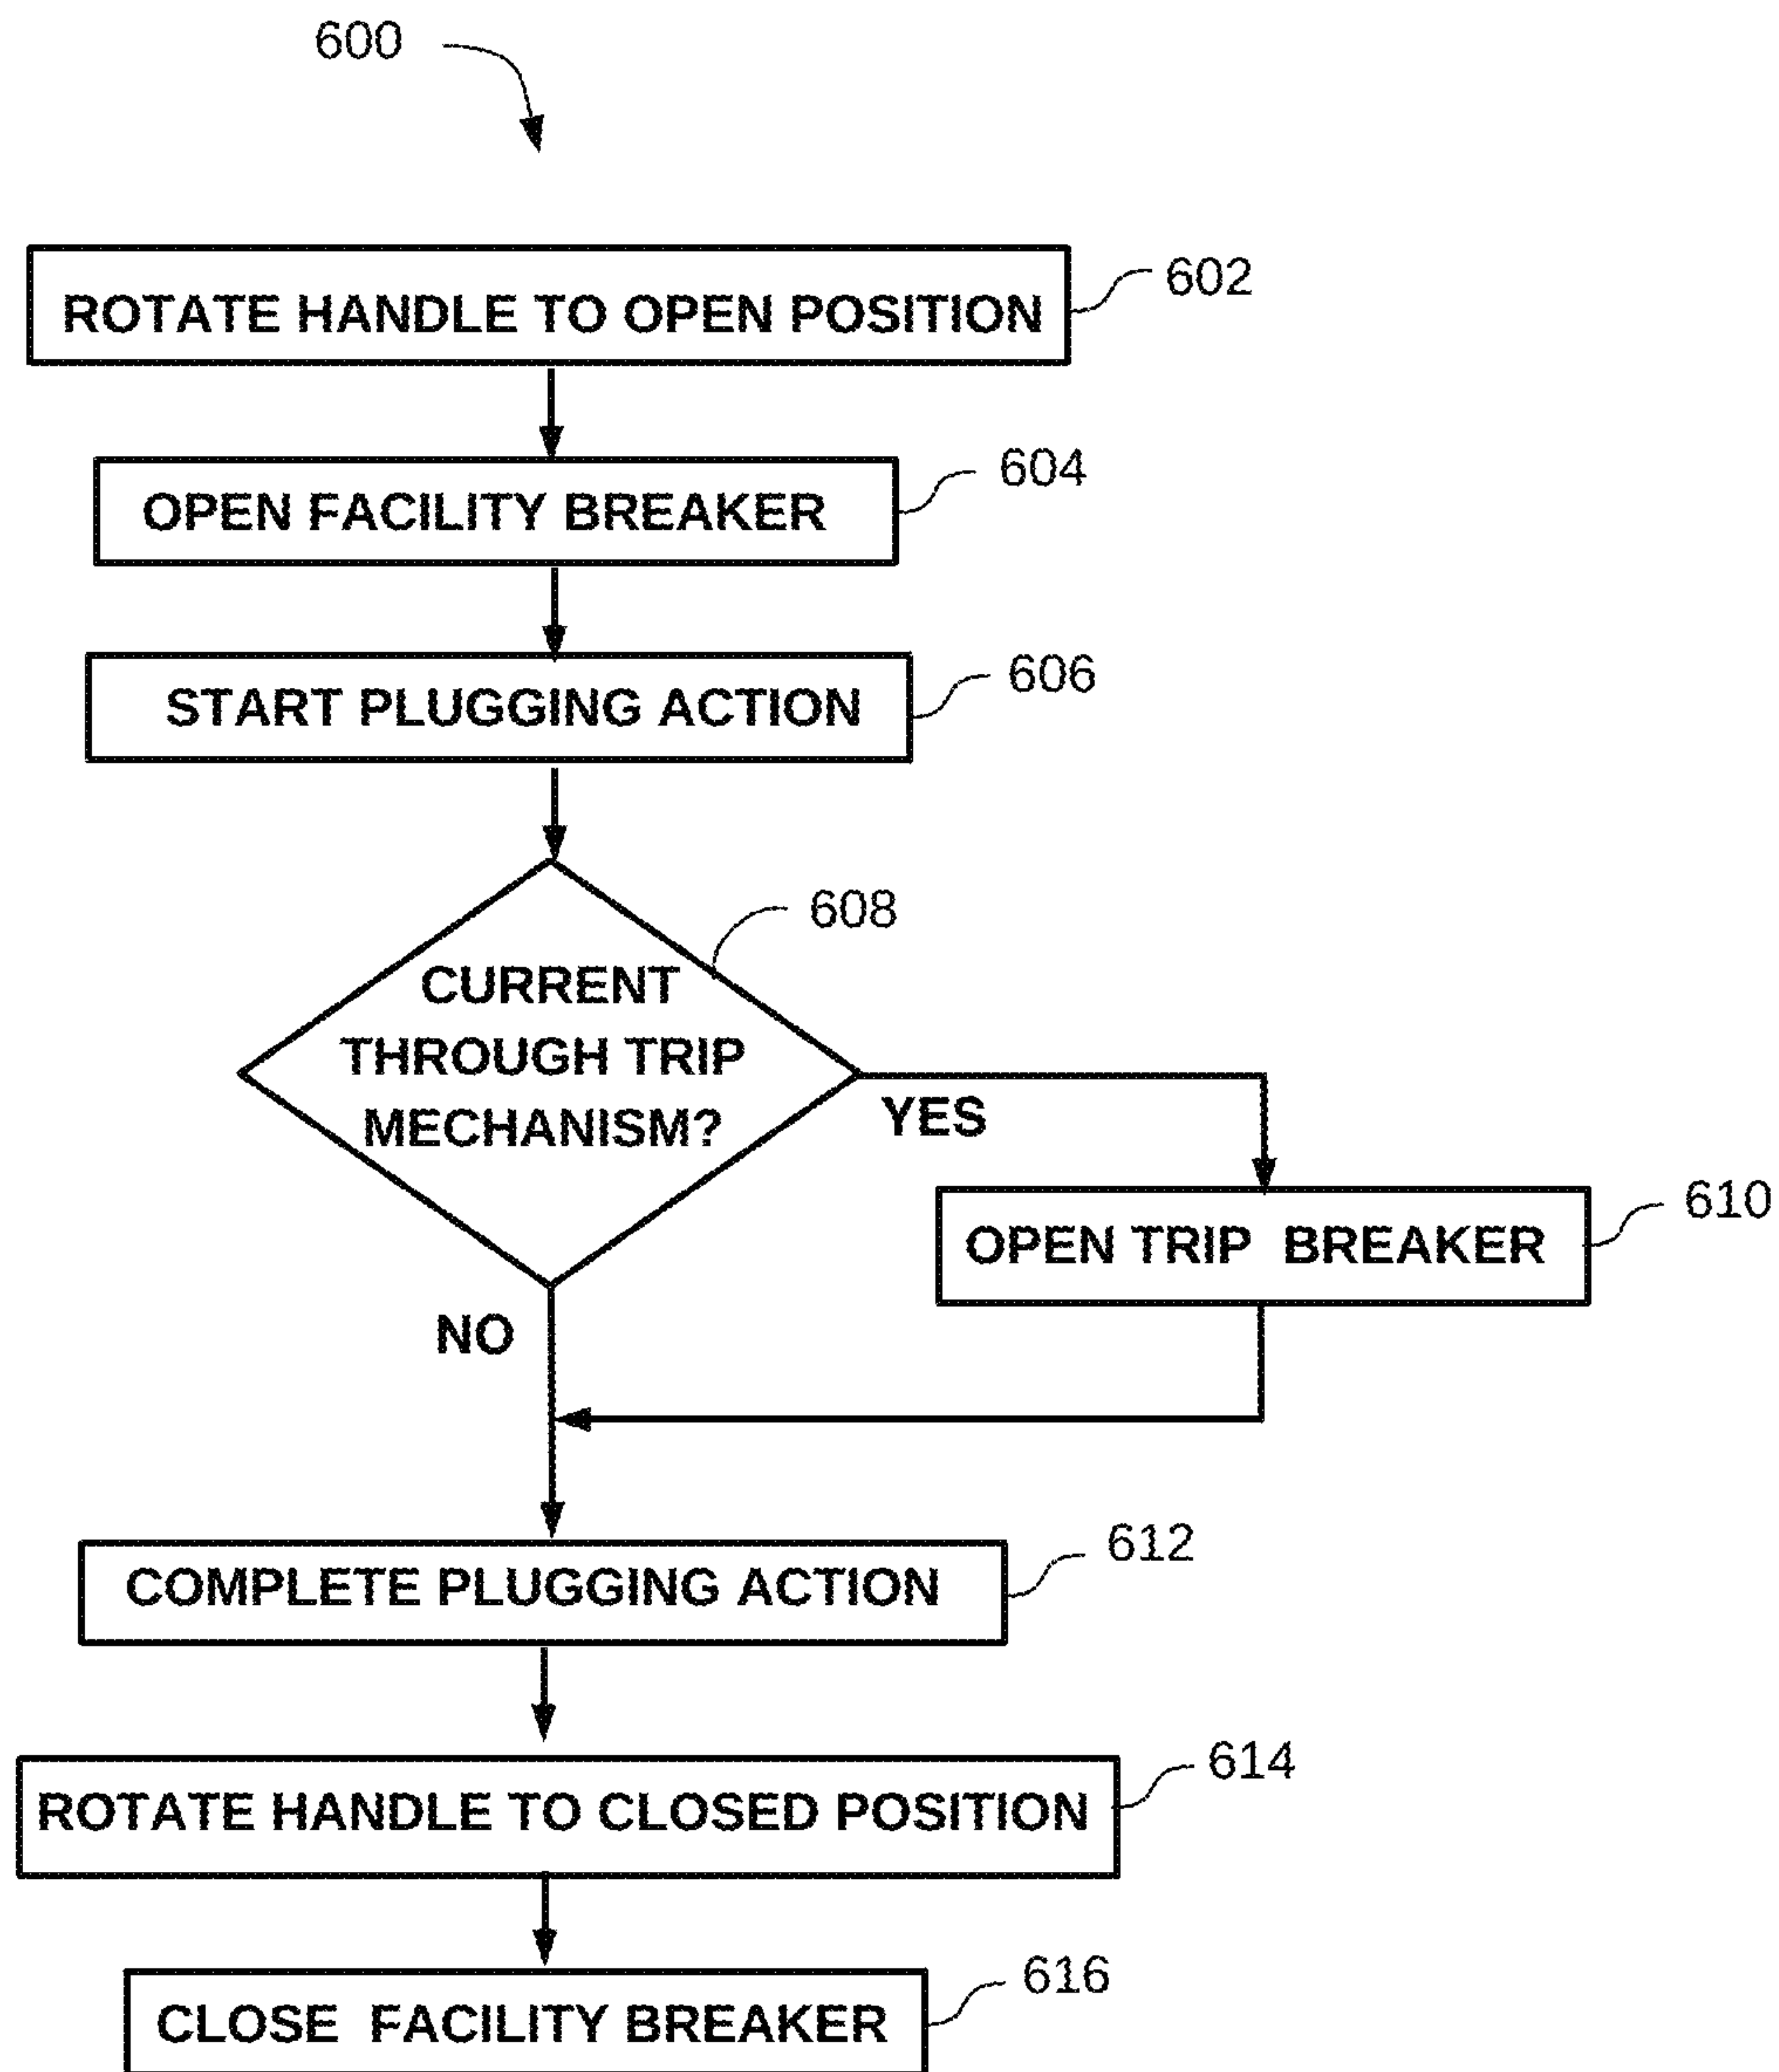 600
ROTATE HANDLE TO OPEN POSITION
602
OPEN FACILITY BREAKER
604
START PLUGGING ACTION
606
608
CURRENT
THROUGH TRIP
MECHANISM?
YES
OPEN TRIP BREAKER
610
NO
COMPLETE PLUGGING ACTION
612
ROTATE HANDLE TO CLOSED POSITION
614
CLOSE FACILITY BREAKER
616